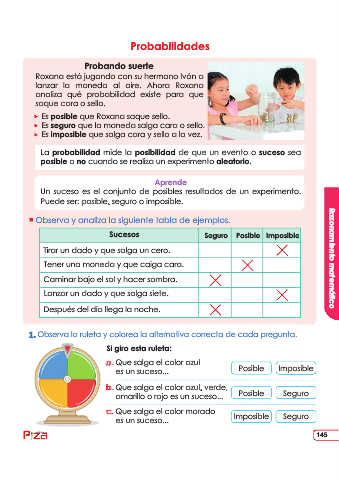 Probabilidades
Probando suerte
Roxana está jugando con su hermano Iván a
lanzar la moneda al aire. Ahora Roxana
analiza qué probabilidad existe para que
saque cara o sello.
Es posible que Roxana saque sello.
Es seguro que la moneda salga cara o sello.
Es imposible que salga cara y sello a la vez.
La probabilidad mide la posibilidad de que un evento o suceso sea
posible o no cuando se realiza un experimento aleatorio.
Aprende
Un suceso es el conjunto de posibles resultados de un experimento.
Puede ser: posible, seguro o imposible.
Observa y analiza la siguiente tabla de ejemplos.
Sucesos Seguro Posible Imposible
Tirar un dado y que salga un cero.
Tener una moneda y que caiga cara.
Caminar bajo el sol y hacer sombra.
Lanzar un dado y que salga siete.
Después del día llega la noche.
Razonamiento matemático
1. Observa la ruleta y colorea la alternativa correcta de cada pregunta.
Si giro esta ruleta:
a. Que salga el color azul
es un suceso... Posible Imposible
b. Que salga el color azul, verde,
amarillo o rojo es un suceso... Posible Seguro
c. Que salga el color morado
es un suceso... Imposible Seguro
145